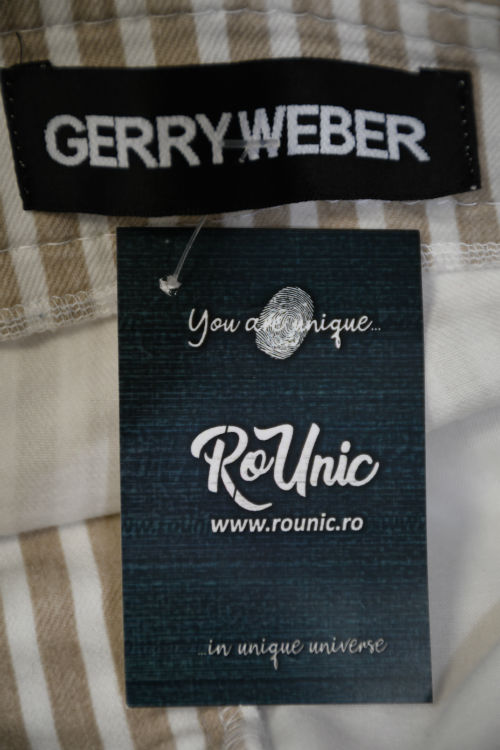 GERRY WEBER
You are unique...
RoUnic
www.rounic.ro
...in unique universe